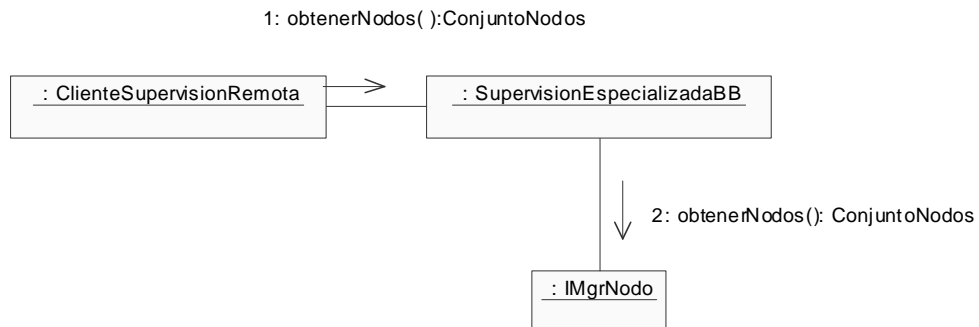 1: obtenerNodos( ):ConjuntoNodos
: ClienteSupervisionRemota
: SupervisionEspecializadaBB
2: obtenerNodos(): ConjuntoNodos
: IMgrNodo